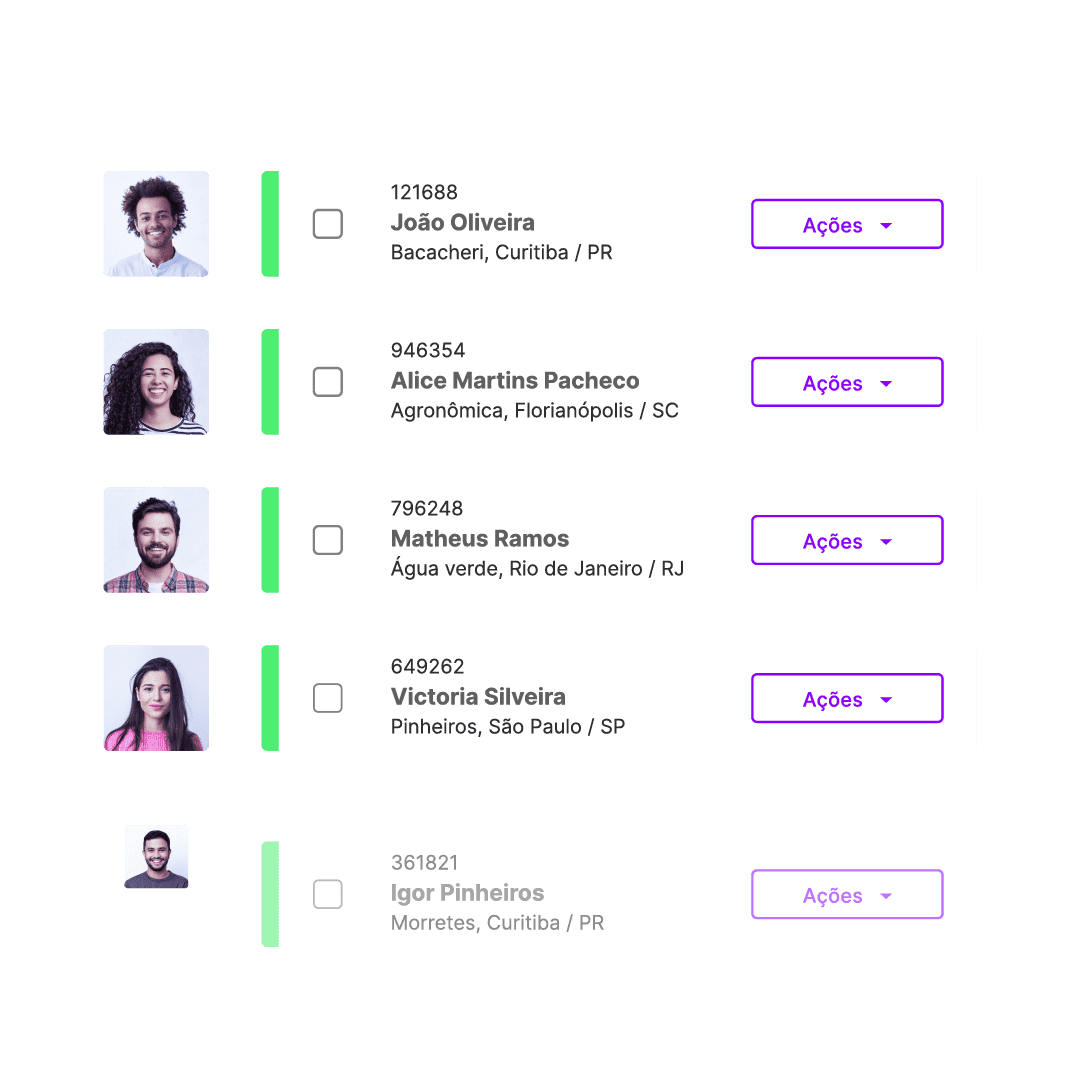 121688
João Oliveira
Bacacheri, Curitiba / PR
Ações
946354
Alice Martins Pacheco
Agronômica, Florianópolis / SC
Ações
796248
Matheus Ramos
Água verde, Rio de Janeiro / RJ
Ações
649262
Victoria Silveira
Pinheiros, São Paulo / SP
Ações
361821
Igor Pinheiros
Morretes, Curitiba / PR
Ações